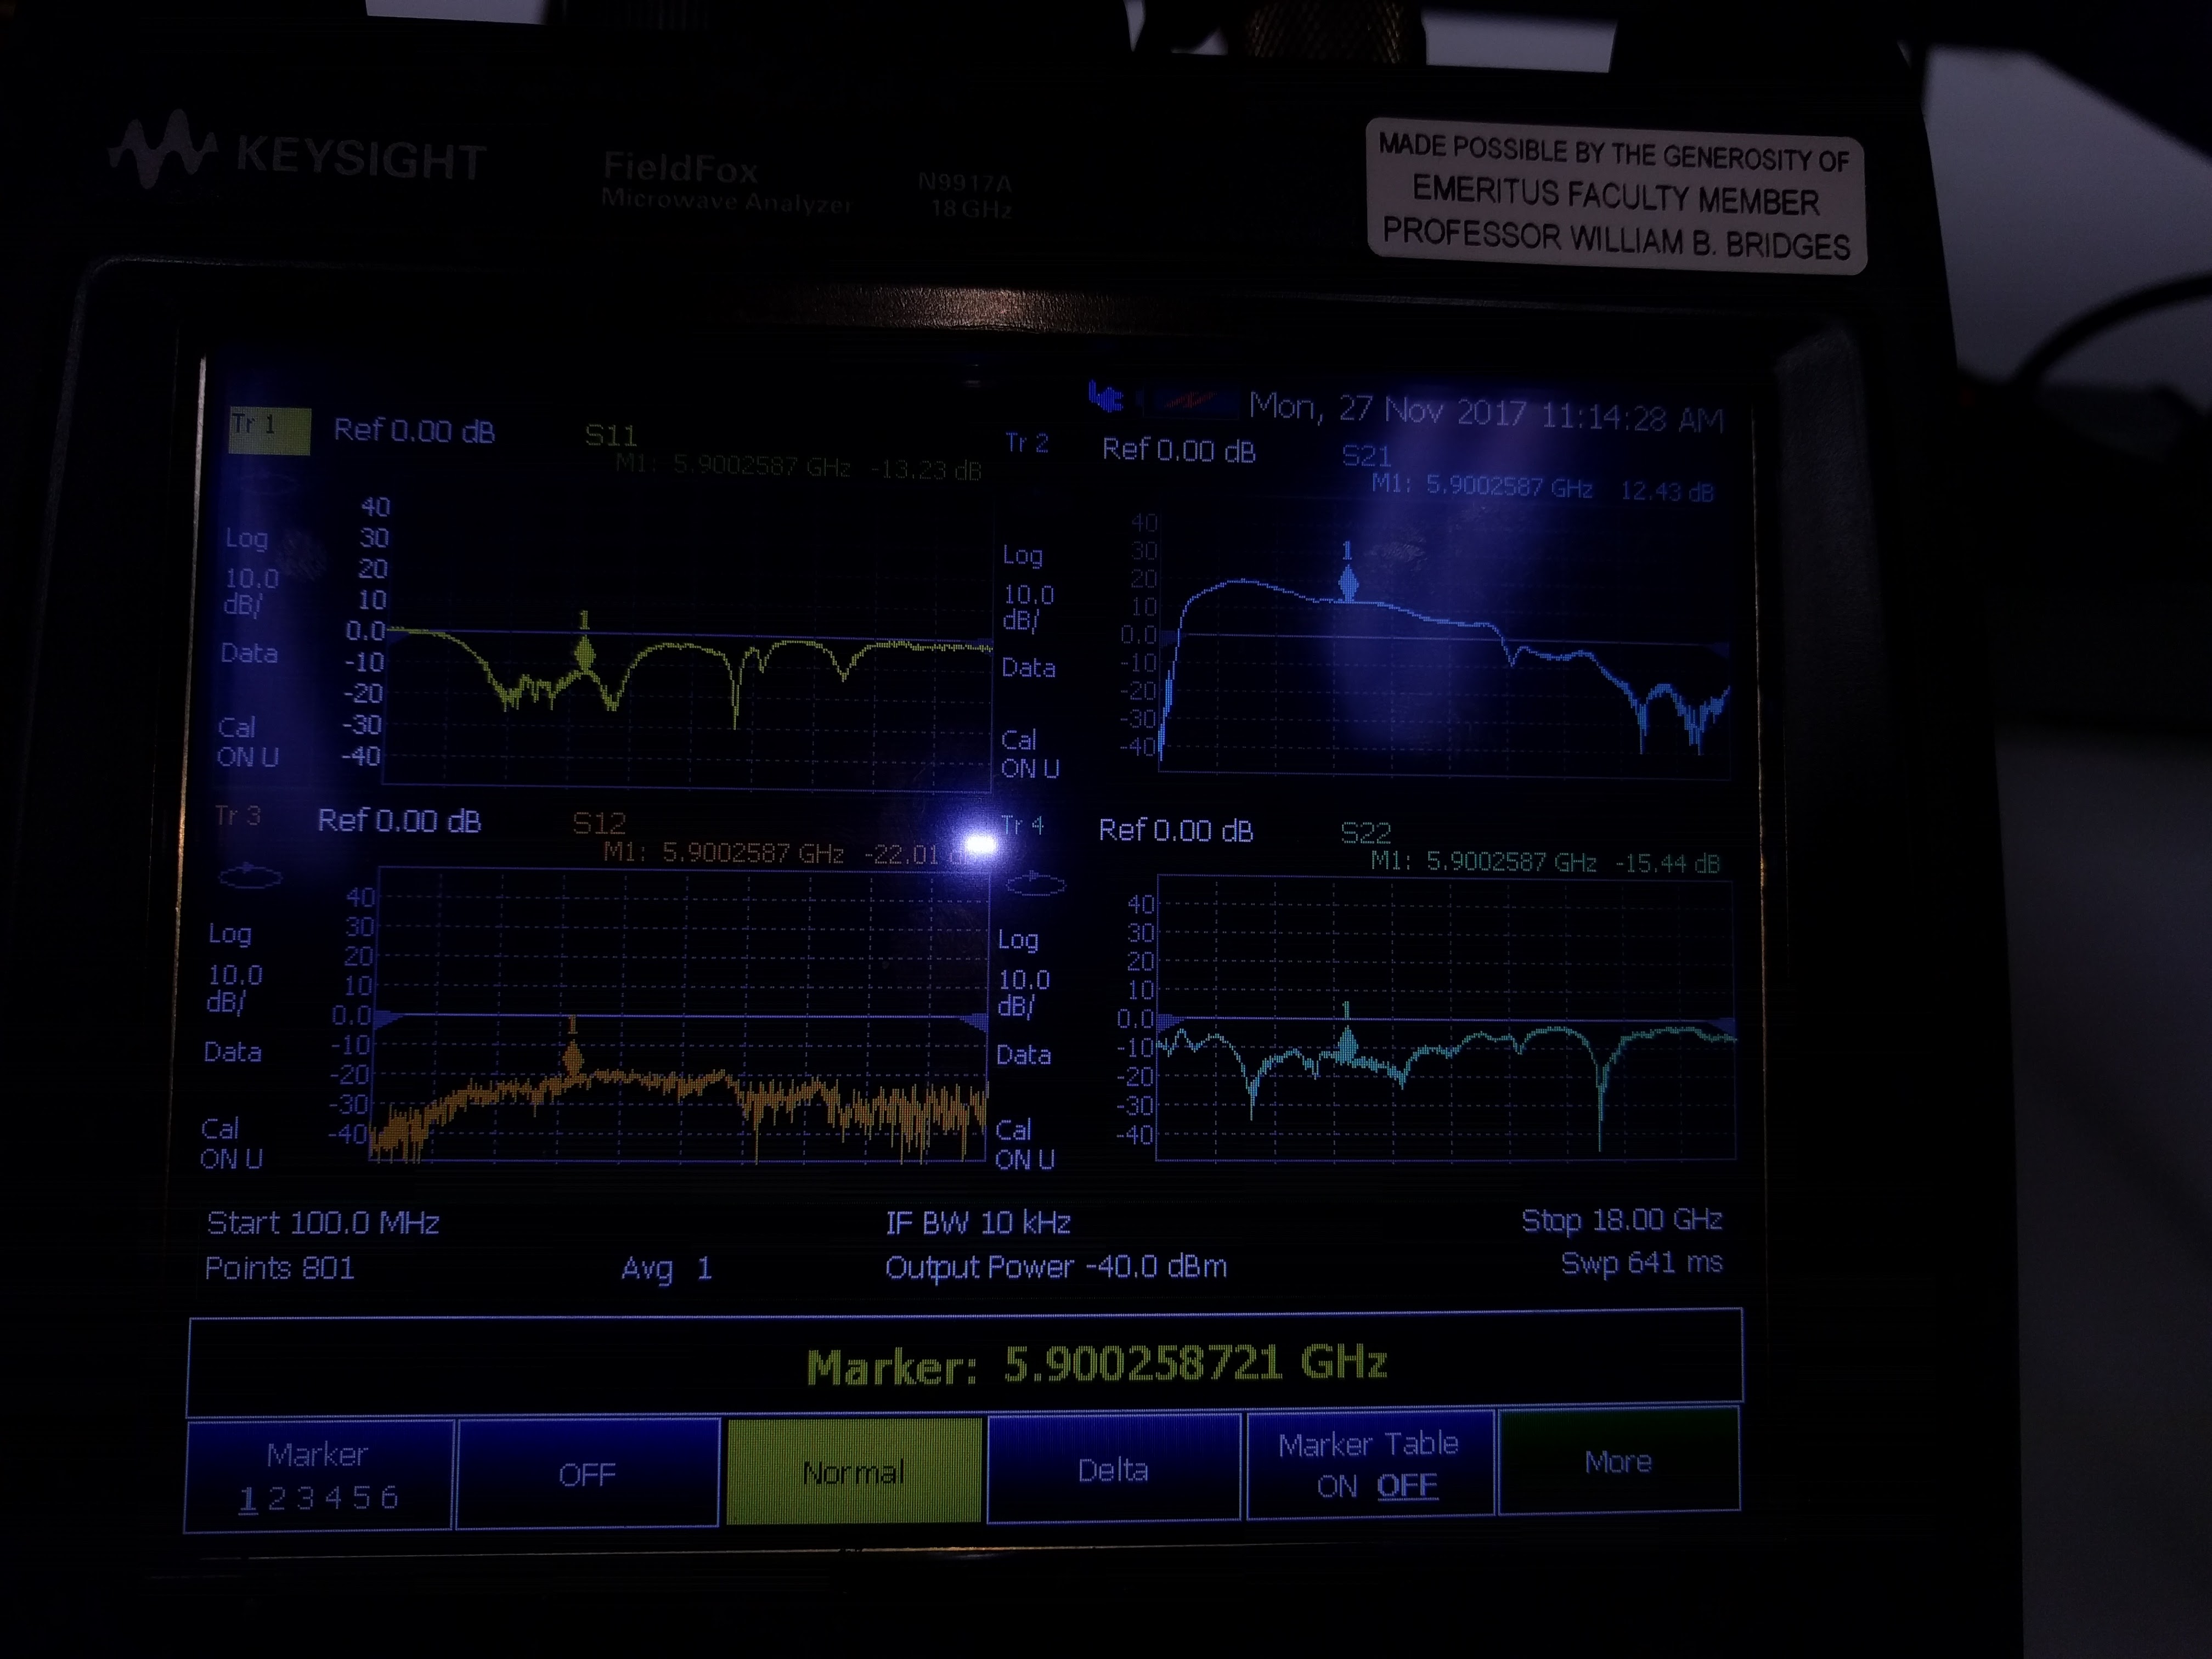 KEYSIGHT
FieldFox
Microwave Analyzer
N9917A
18 GHz
MADE POSSIBLE BY THE GENEROSITY OF
EMERITUS FACULTY MEMBER
PROFESSOR WILLIAM B. BRIDGES
Mon, 27 Nov 2017 11:14:28 AM
Tr 1
Ref 0.00 dB
S11
M1: 5.9002587 GHz -13.23 dB
Log
10.0
dB/
Data
Cal
ON U
40
30
20
10
0.0
-10
-20
-30
-40
1
Tr 2
Ref 0.00 dB
S21
M1: 5.9002587 GHz 12.43 dB
Log
10.0
dB/
Data
Cal
ON U
40
30
20
10
0.0
-10
-20
-30
-40
1
Tr 3
Ref 0.00 dB
S12
M1: 5.9002587 GHz -22.01
Log
10.0
dB/
Data
Cal
ON U
40
30
20
10
0.0
-10
-20
-30
-40
1
Tr 4
Ref 0.00 dB
S22
M1: 5.9002587 GHz -15.44 dB
Log
10.0
dB/
Data
Cal
ON U
40
30
20
10
0.0
-10
-20
-30
-40
1
Start 100.0 MHz
IF BW 10 kHz
Stop 18.00 GHz
Points 801
Avg 1
Output Power -40.0 dBm
Swp 641 ms
Marker: 5.900258721 GHz
Marker
1 2 3 4 5 6
OFF
Normal
Delta
Marker Table
ON OFF
More